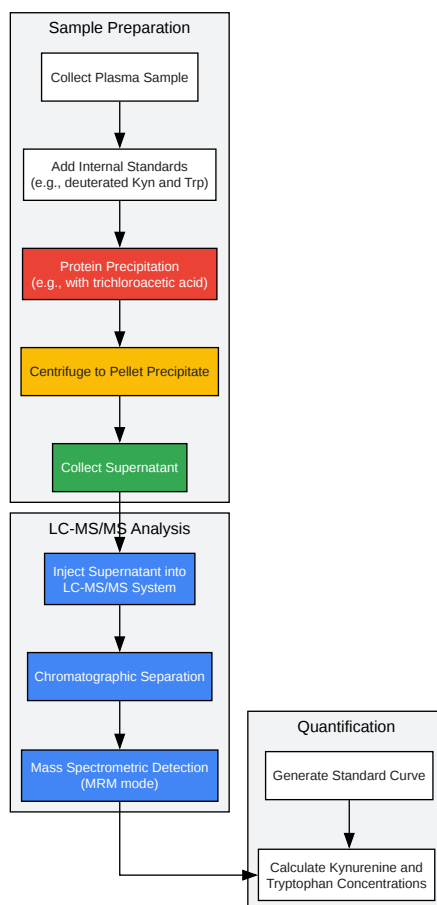 Sample Preparation
Collect Plasma Sample
Add Internal Standards
(e.g., deuterated Kyn and Trp)
Protein Precipitation
(e.g., with trichloroacetic acid)
Centrifuge to Pellet Precipitate
Collect Supernatant
LC-MS/MS Analysis
Inject Supernatant into
LC-MS/MS System
Chromatographic Separation
Mass Spectrometric Detection
(MRM mode)
Quantification
Generate Standard Curve
Calculate Kynurenine and
Tryptophan Concentrations